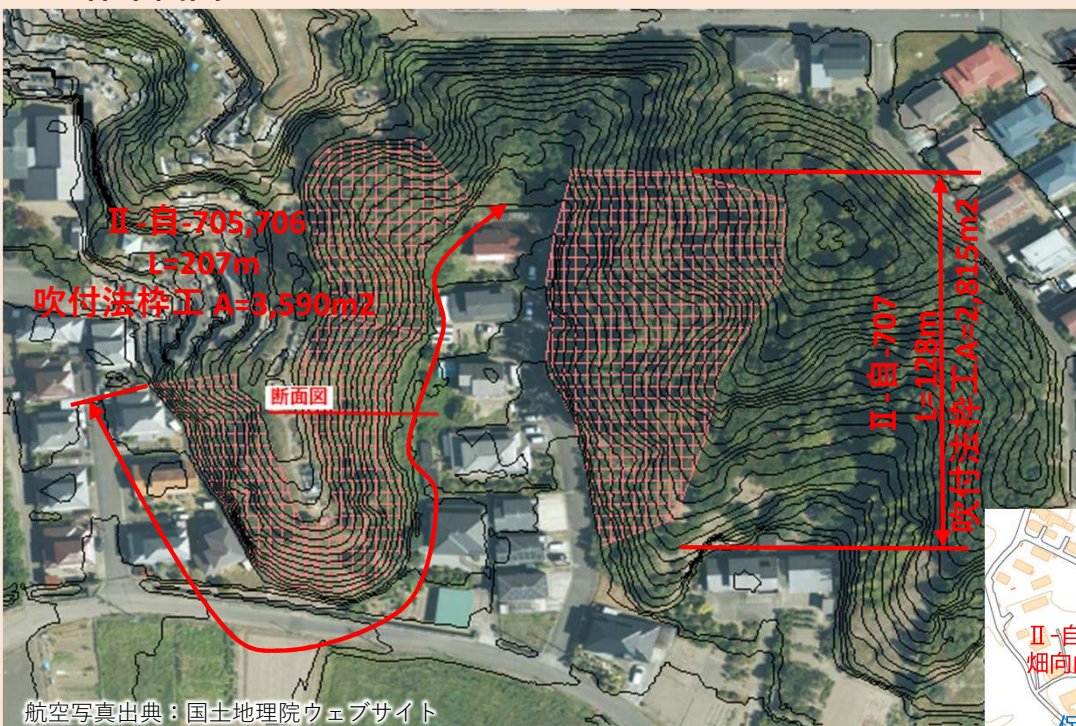 Ⅱ-自-705,706
L=207m
吹付法枠工 A=3,590m2
断面図
Ⅱ-自-707
L=128m
吹付法枠工A=2,815m2
Ⅱ-自
畑向
航空写真出典：国土地理院ウェブサイト